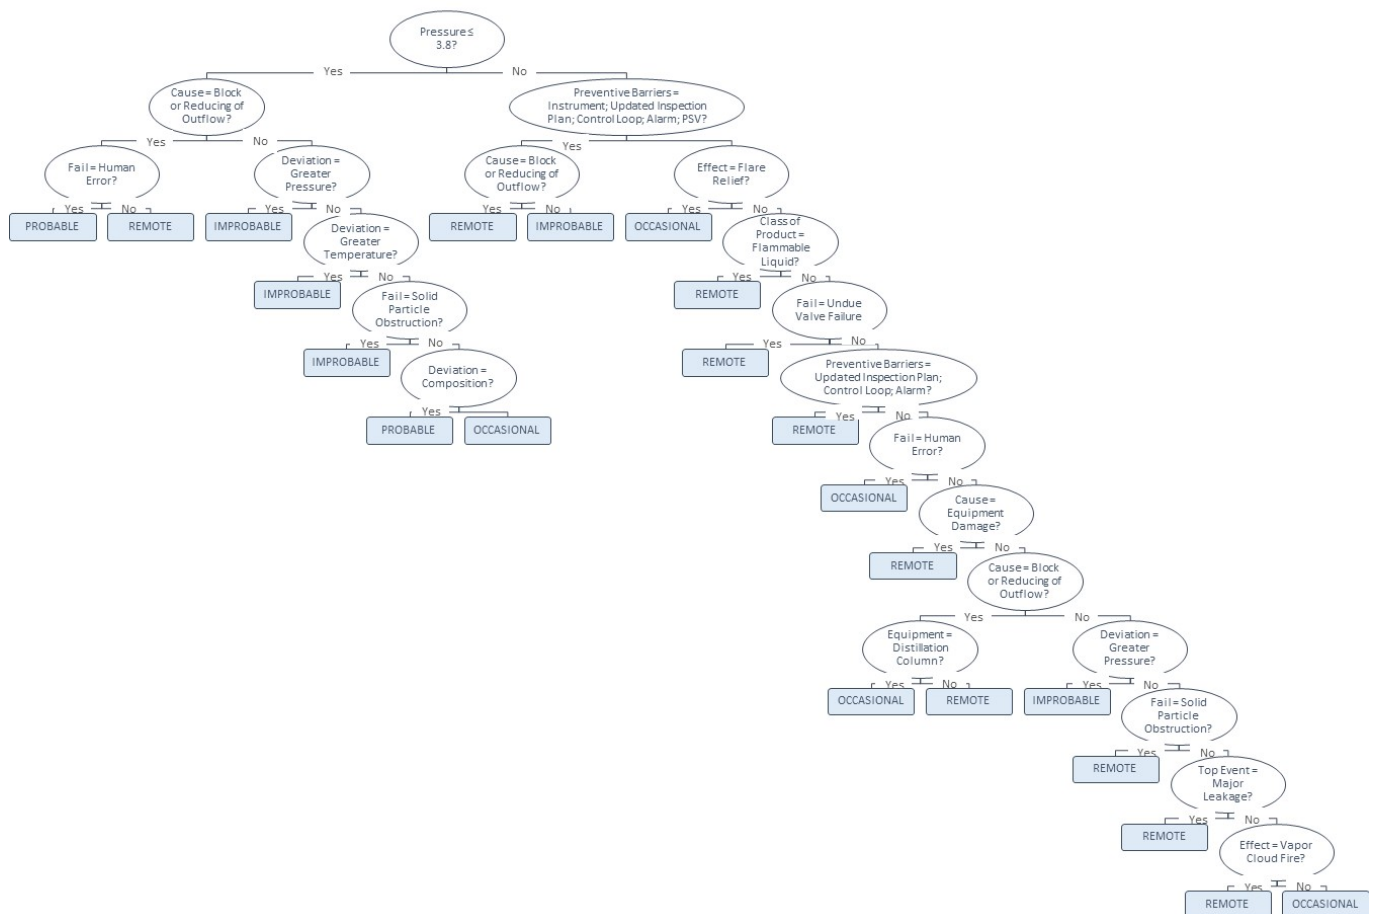 Pressure ≤
3.8?
Yes
No
Cause = Block
or Reducing of
Outflow?
Preventive Barriers =
Instrument; Updated Inspection
Plan; Control Loop; Alarm; PSV?
Yes
No
Yes
Fail = Human
Error?
Deviation =
Greater
Pressure?
Cause = Block
or Reducing of
Outflow?
Effect = Flare
Relief?
Yes
No
Yes
No
Yes
No
Yes
No
PROBABLE
REMOTE
IMPROBABLE
Deviation =
Greater
Temperature?
REMOTE
IMPROBABLE
OCCASIONAL
Class of
Product =
Flammable
Liquid?
Yes
No
Yes
No
IMPROBABLE
Fail = Solid
Particle
Obstruction?
REMOTE
Fail = Undue
Valve Failure
Yes
No
Yes
No
IMPROBABLE
Deviation =
Composition?
REMOTE
Preventive Barriers =
Updated Inspection Plan;
Control Loop; Alarm?
Yes
Yes
No
PROBABLE
OCCASIONAL
REMOTE
Fail = Human
Error?
Yes
No
OCCASIONAL
Cause =
Equipment
Damage?
Yes
No
REMOTE
Cause = Block
or Reducing of
Outflow?
Yes
No
Equipment =
Distillation
Column?
Deviation =
Greater
Pressure?
Yes
No
Yes
No
OCCASIONAL
REMOTE
IMPROBABLE
Fail = Solid
Particle
Obstruction?
Yes
No
REMOTE
Top Event =
Major
Leakage?
Yes
No
REMOTE
Effect = Vapor
Cloud Fire?
Yes
No
REMOTE
OCCASIONAL